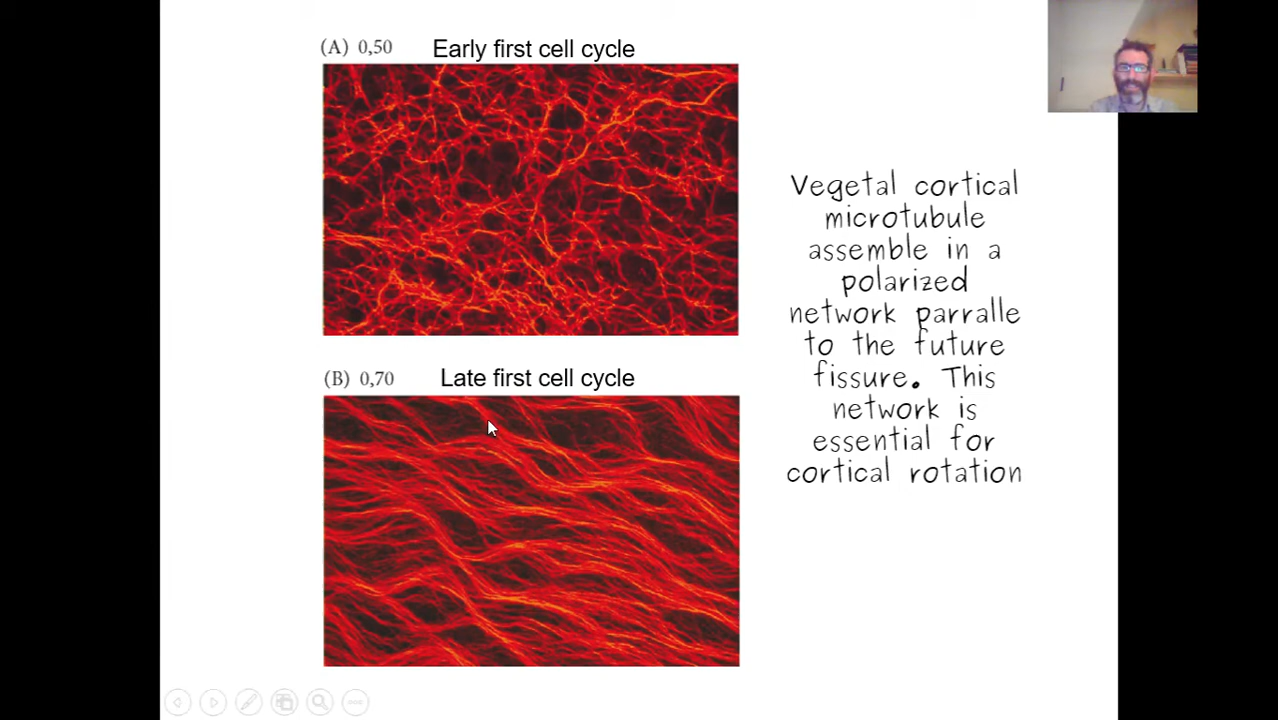 (A) 0,50 Early first cell cycle
(B) 0,70 Late first cell cycle
Vegetal cortical
microtubule
assemble in a
polarized
network parralle
to the future
fissure. This
network is
essential for
cortical rotation